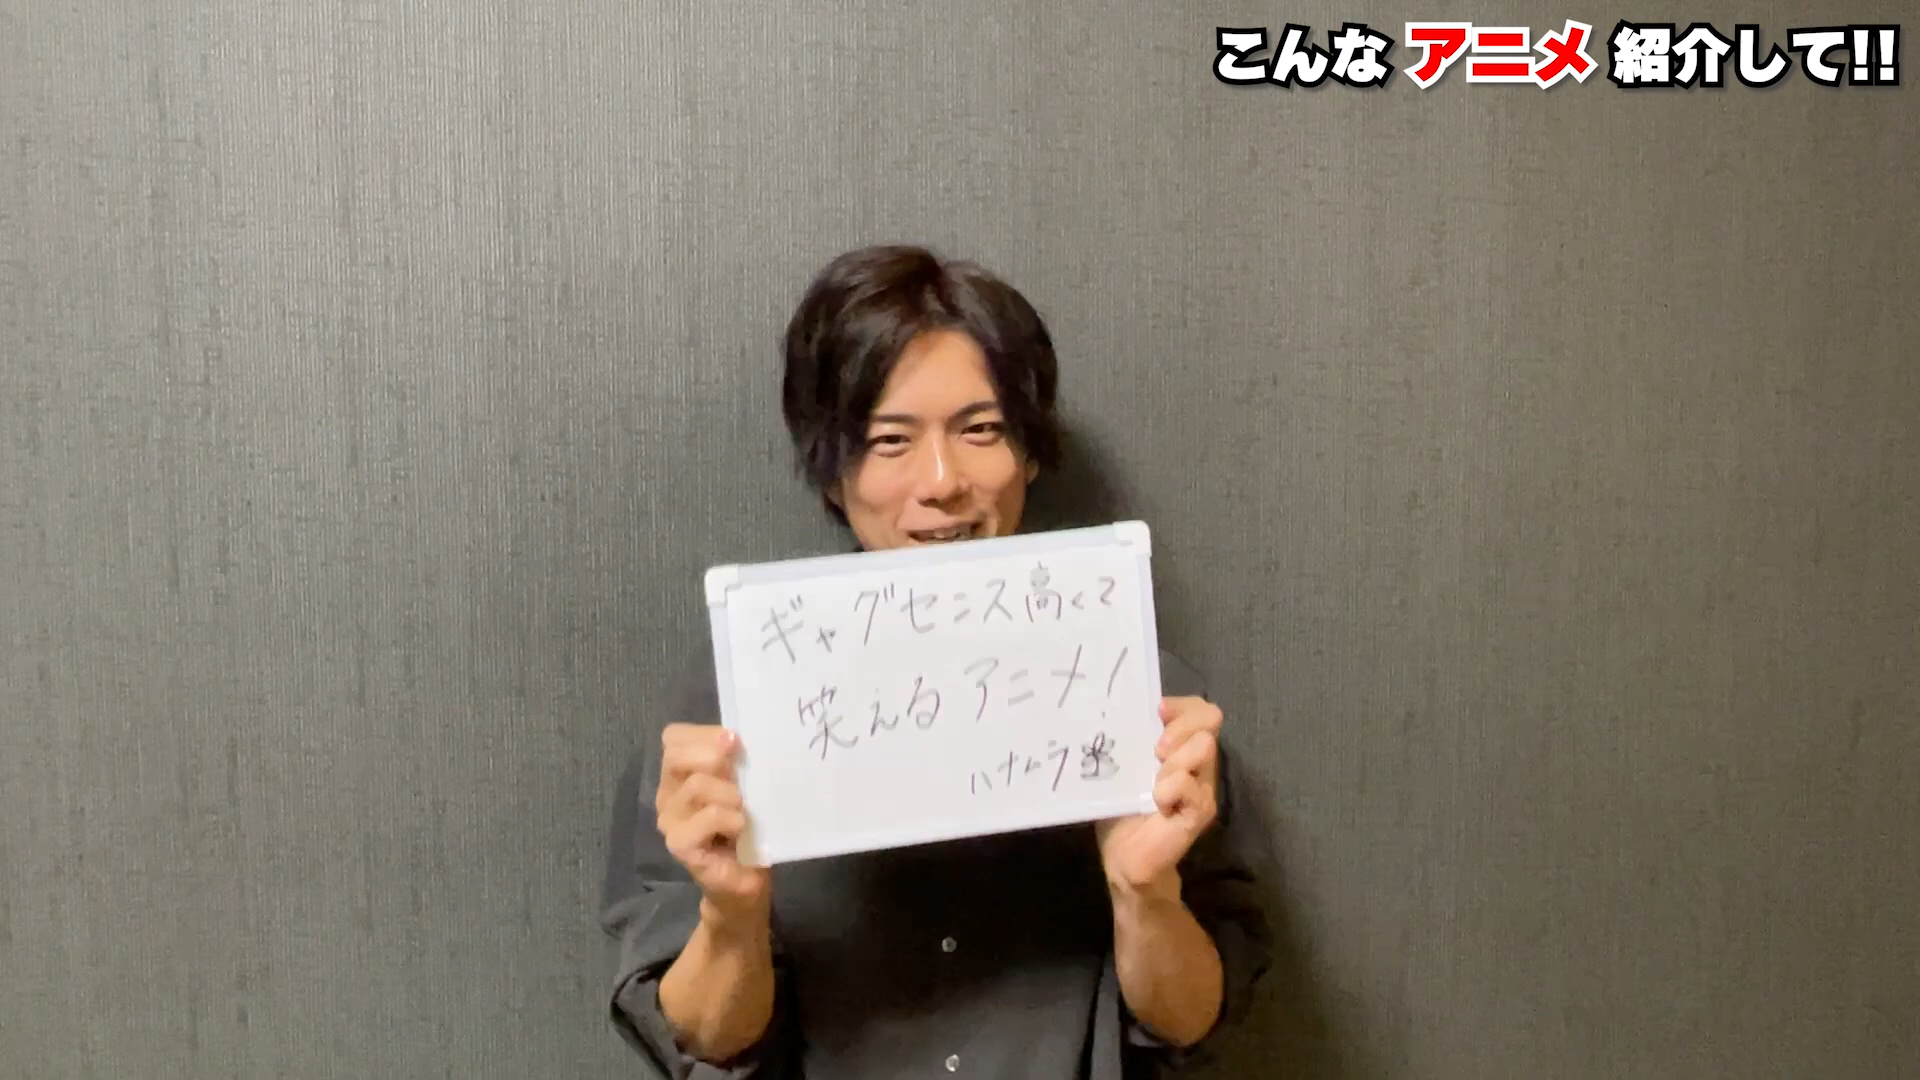 こんな アニメ 紹介して!!
ギャグセンス高くて
笑えるアニメ!
ハナムラ